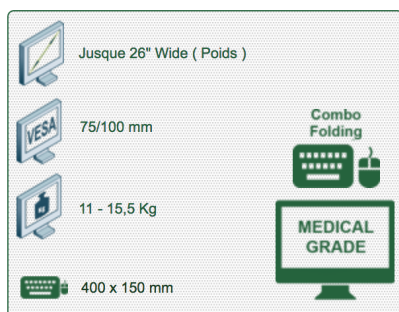 Jusque 26" Wide ( Poids )
VESA
75/100 mm
Combo
Folding
KG
11 - 15,5 Kg
MEDICAL
GRADE
400 x 150 mm